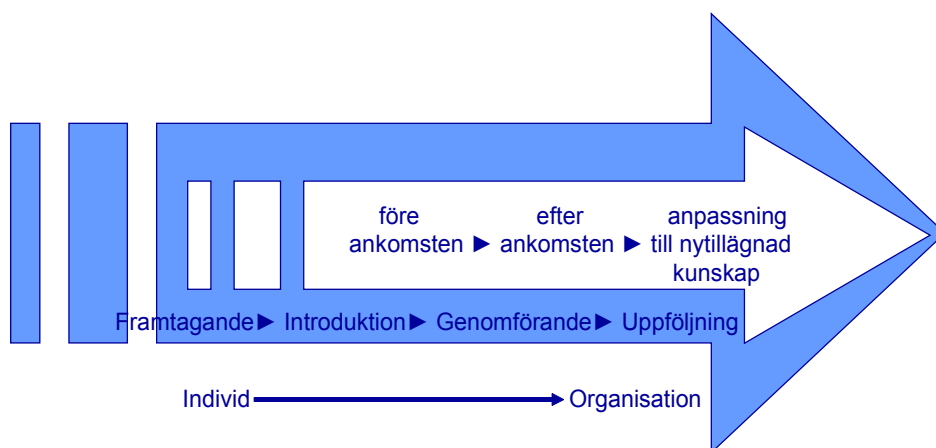 före ankomsten ► efter ankomsten ► anpassning till nytillägnad kunskap
Framtagande ► Introduktion ► Genomförande ► Uppföljning
Individ Organisation